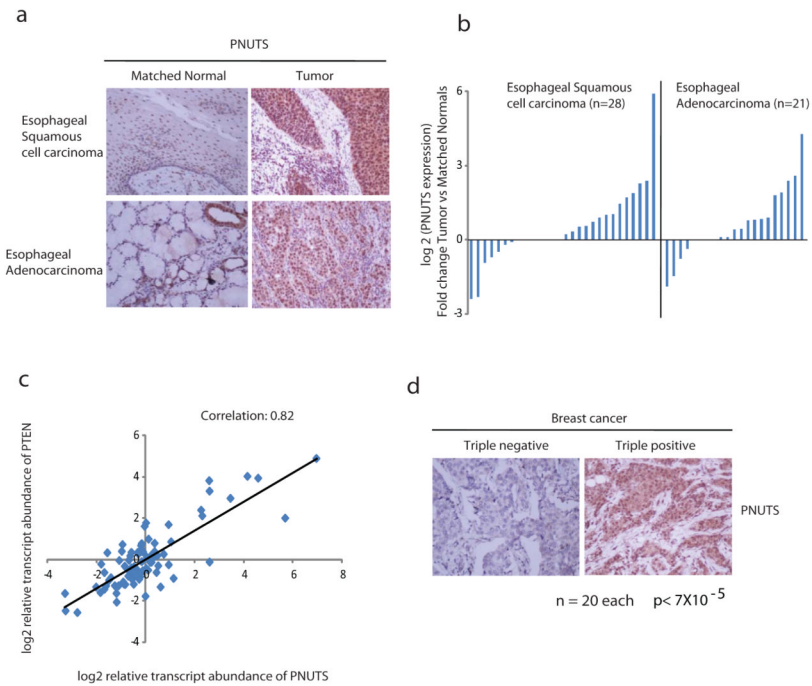 a
PNUTS
Matched Normal
Tumor
Esophageal
Squamous
cell carcinoma
Esophageal
Adenocarcinoma
b
log 2 (PNUTS expression)
Fold change Tumor vs Matched Normals
6
3
0
-3
Esophageal Squamous
cell carcinoma (n=28)
Esophageal
Adenocarcinoma (n=21)
c
Correlation: 0.82
log2 relative transcript abundance of PTEN
6
4
2
0
-2
-4
-4
-2
0
2
4
6
8
log2 relative transcript abundance of PNUTS
d
Breast cancer
Triple negative
Triple positive
PNUTS
n = 20 each p< 7X10⁻⁵